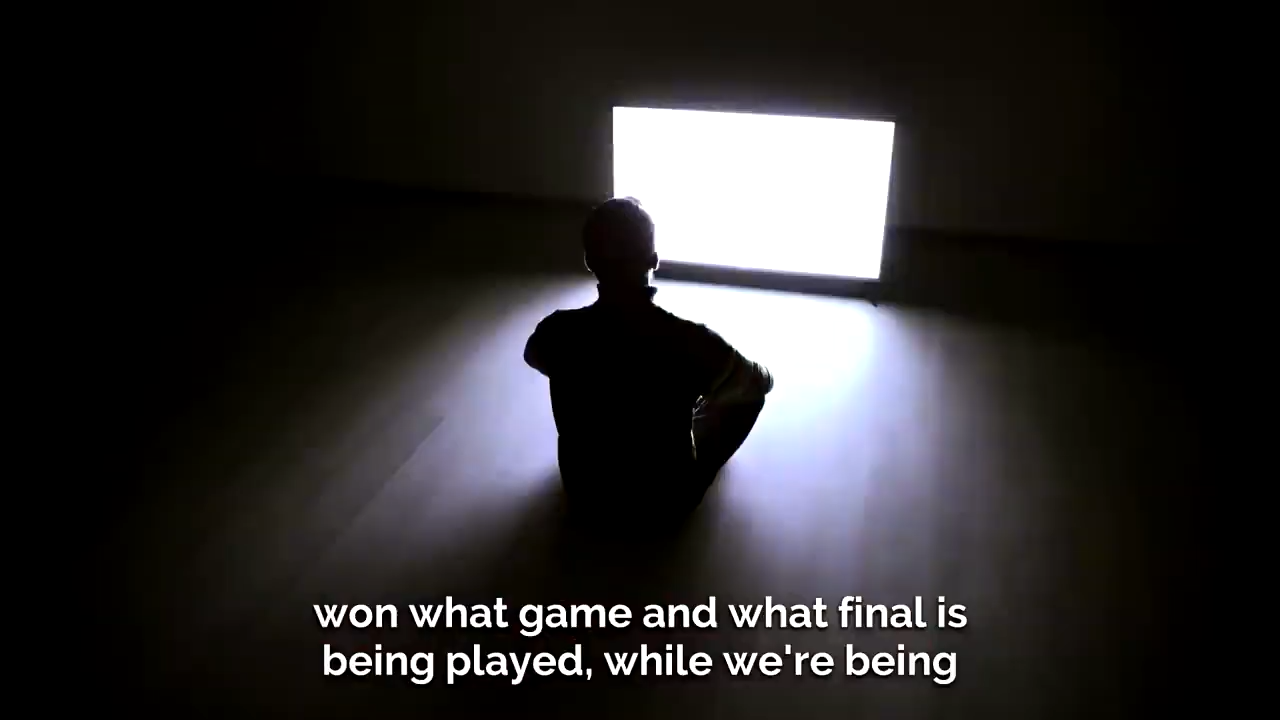 won what game and what final is
being played, while we're being